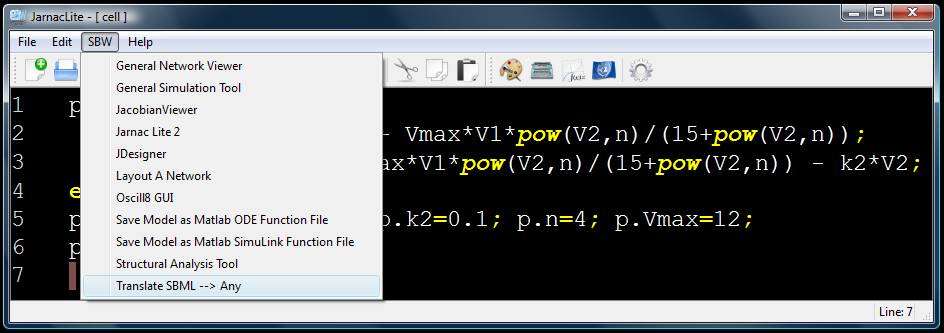 JarnacLite - [ cell ]
File Edit SBW Help
General Network Viewer
General Simulation Tool
JacobianViewer
Jarnac Lite 2
JDesigner
Layout A Network
Oscill8 GUI
Save Model as Matlab ODE Function File
Save Model as Matlab SimuLink Function File
Structural Analysis Tool
Translate SBML --> Any
f(x)=
1 p
2 - Vmax*V1*pow(V2,n)/(15+pow(V2,n));
3 ax*V1*pow(V2,n)/(15+pow(V2,n)) - k2*V2;
4 e
5 p .k2=0.1; p.n=4; p.Vmax=12;
6 p
7
Line: 7